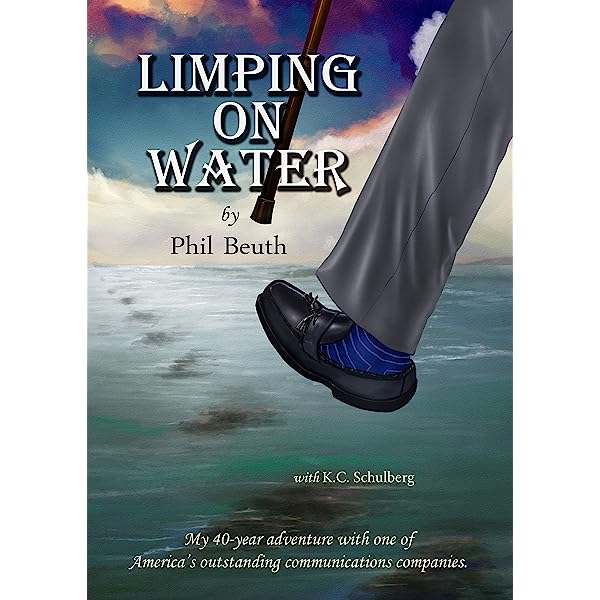 LIMPING
ON
WATER
by
Phil Beuth
with K.C. Schulberg
My 40-year adventure with one of
America's outstanding communications companies.